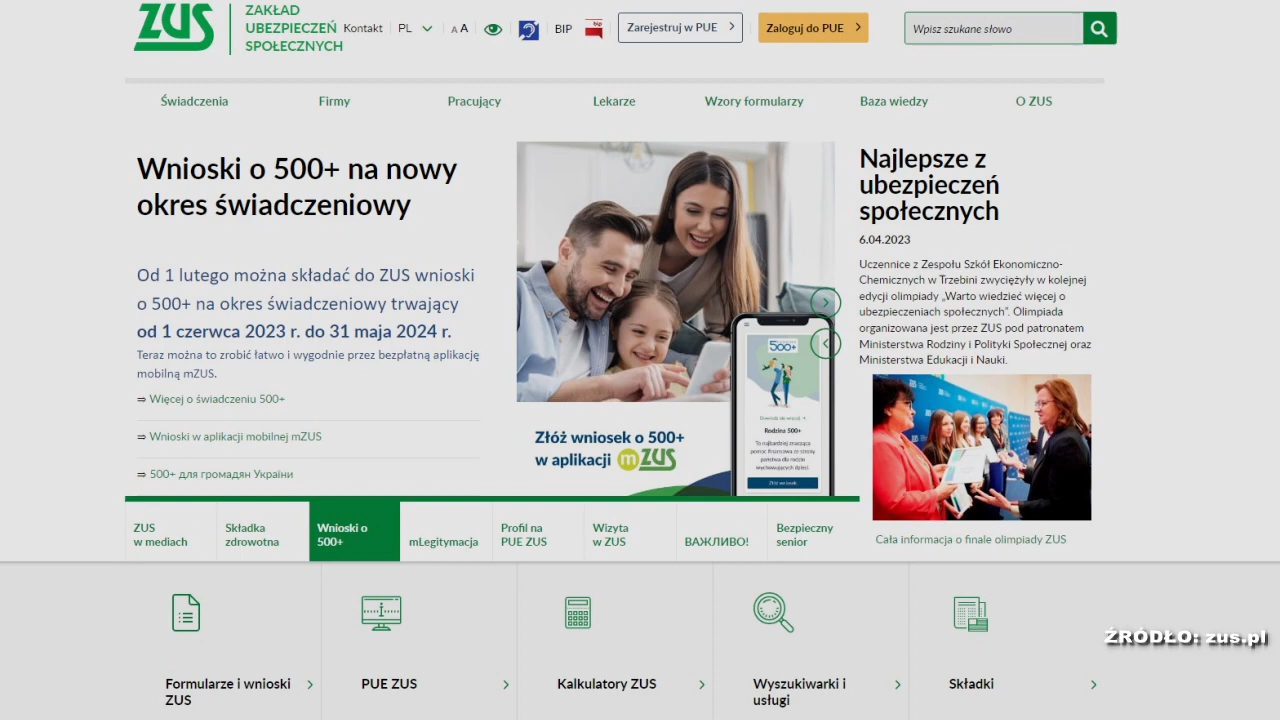 ZUS
ZAKŁAD
UBEZPIECZEŃ
SPOŁECZNYCH
Kontakt
PL
A A
BIP
bip
Zarejestruj w PUE
Zaloguj do PUE
Wpisz szukane słowo
Świadczenia
Firmy
Pracujący
Lekarze
Wzory formularzy
Baza wiedzy
O ZUS
Wnioski o 500+ na nowy
okres świadczeniowy
Od 1 lutego można składać do ZUS wnioski
o 500+ na okres świadczeniowy trwający
od 1 czerwca 2023 r. do 31 maja 2024 r.
Teraz można to zrobić łatwo i wygodnie przez bezpłatną aplikację
mobilną mZUS.
⇒ Więcej o świadczeniu 500+
⇒ Wnioski w aplikacji mobilnej mZUS
⇒ 500+ для громадян України
Złóż wniosek o 500+
w aplikacji mZUS
500+
Rodzina 500+
To najbardziej znacząca
pomoc finansowa ze strony
państwa dla rodzin
wychowujących dzieci
Złóż wniosek
Najlepsze z
ubezpieczeń
społecznych
6.04.2023
Uczennice z Zespołu Szkół Ekonomiczno-
Chemicznych w Trzebini zwyciężyły w kolejnej
edycji olimpiady „Warto wiedzieć więcej o
ubezpieczeniach społecznych”. Olimpiada
organizowana jest przez ZUS pod patronatem
Ministerstwa Rodziny i Polityki Społecznej oraz
Ministerstwa Edukacji i Nauki.
Cała informacja o finale olimpiady ZUS
ZUS
w mediach
Składka
zdrowotna
Wnioski o
500+
mLegitymacja
Profil na
PUE ZUS
Wizyta
w ZUS
ВАЖЛИВО!
Bezpieczny
senior
Formularze i wnioski
ZUS
PUE ZUS
Kalkulatory ZUS
Wyszukiwarki i
usługi
Składki
ŹRÓDŁO: zus.pl